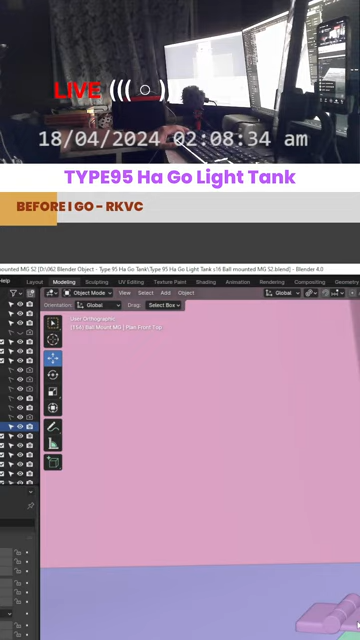 LIVE ((( ○ ))
18/04/2024 02:08:34 am
TYPE95 Ha Go Light Tank
BEFORE I GO - RKVC
mounted MG S2 [D:\062 Blender Object - Type 95 Ha Go Tank\Type 95 Ha Go Light Tank s16 Ball mounted MG S2.blend] - Blender 4.0
Layout Modeling Sculpting UV Editing Texture Paint Shading Animation Rendering Compositing Geometry
Object Mode View Select Add Object Global
Orientation: Global Drag: Select Box
User Orthographic
(154) Ball Mount MG | Plain Front Top